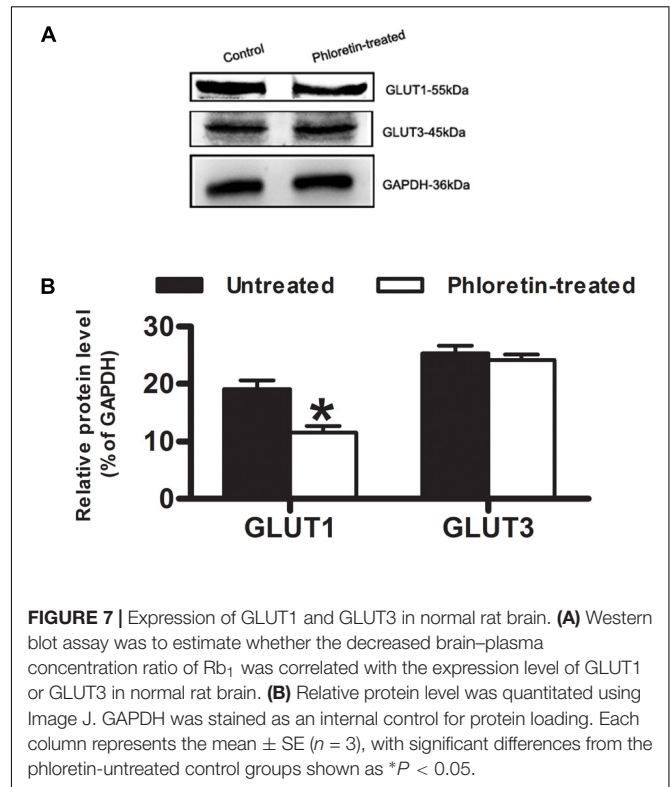 A
Control Phloretin-treated
GLUT1-55kDa
GLUT3-45kDa
GAPDH-36kDa
B
Untreated Phloretin-treated
Relative protein level
(% of GAPDH)
30
20
10
0
*
GLUT1 GLUT3
FIGURE 7 | Expression of GLUT1 and GLUT3 in normal rat brain. (A) Western
blot assay was to estimate whether the decreased brain–plasma
concentration ratio of Rb1 was correlated with the expression level of GLUT1
or GLUT3 in normal rat brain. (B) Relative protein level was quantitated using
Image J. GAPDH was stained as an internal control for protein loading. Each
column represents the mean ± SE (n = 3), with significant differences from the
phloretin-untreated control groups shown as *P < 0.05.